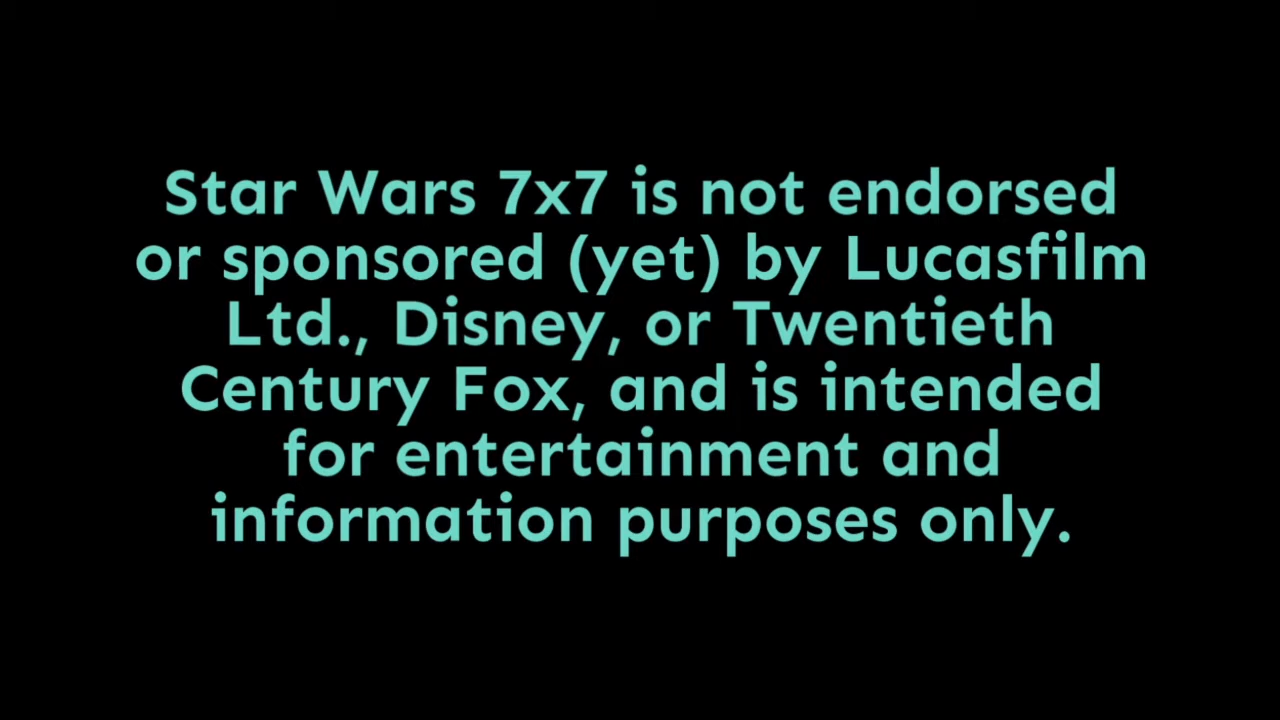 Star Wars 7x7 is not endorsed
or sponsored (yet) by Lucasfilm
Ltd., Disney, or Twentieth
Century Fox, and is intended
for entertainment and
information purposes only.